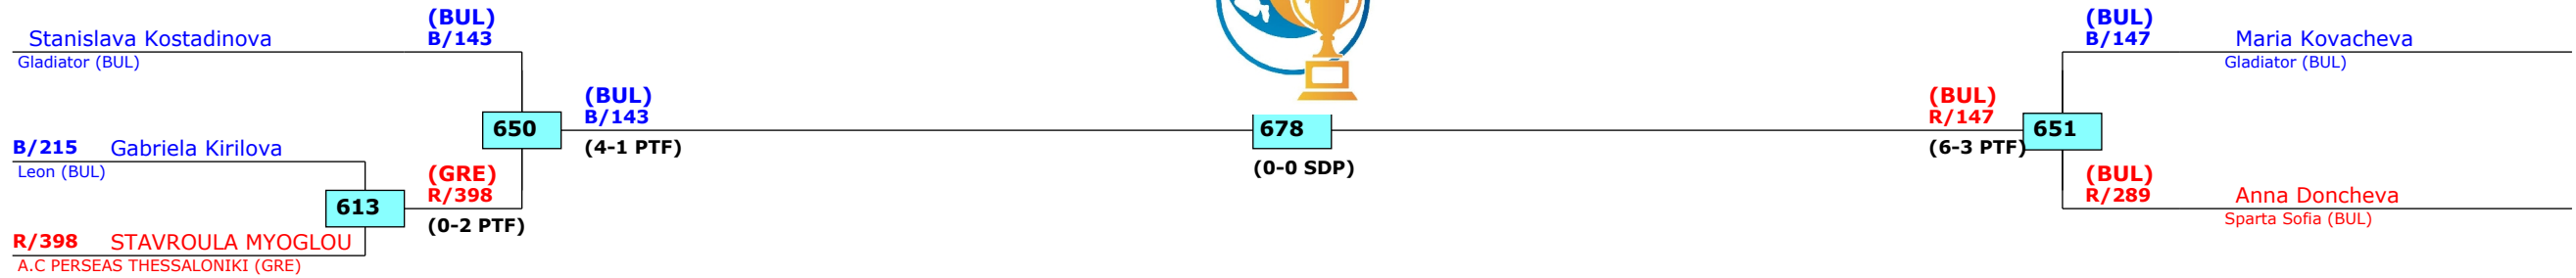 (BUL)
B/143
Stanislava Kostadinova
Gladiator (BUL)
650
(BUL)
B/143
(4-1 PTF)
B/215 Gabriela Kirilova
Leon (BUL)
613
(GRE)
R/398
(0-2 PTF)
R/398 STAVROULA MYOGLOU
A.C PERSEAS THESSALONIKI (GRE)
678
(0-0 SDP)
(BUL)
R/147
(6-3 PTF)
651
(BUL)
B/147 Maria Kovacheva
Gladiator (BUL)
(BUL)
R/289 Anna Doncheva
Sparta Sofia (BUL)